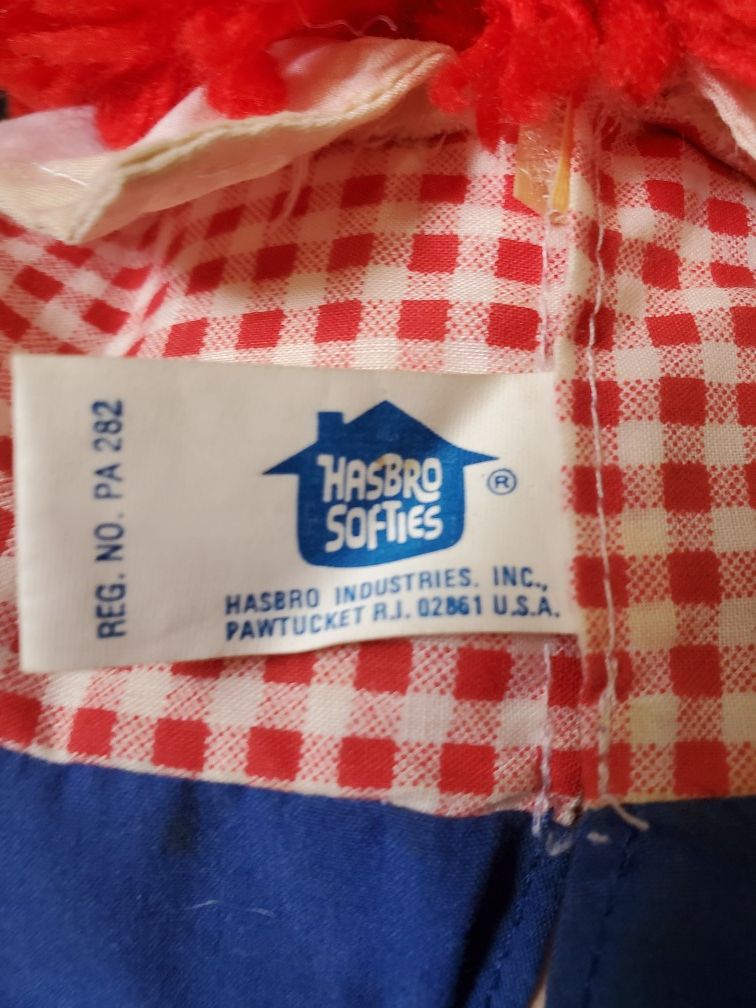 REG. NO. PA 282
HASBRO
SOFTIES
®
HASBRO INDUSTRIES. INC.,
PAWTUCKET R.I. 02861 U.S.A.